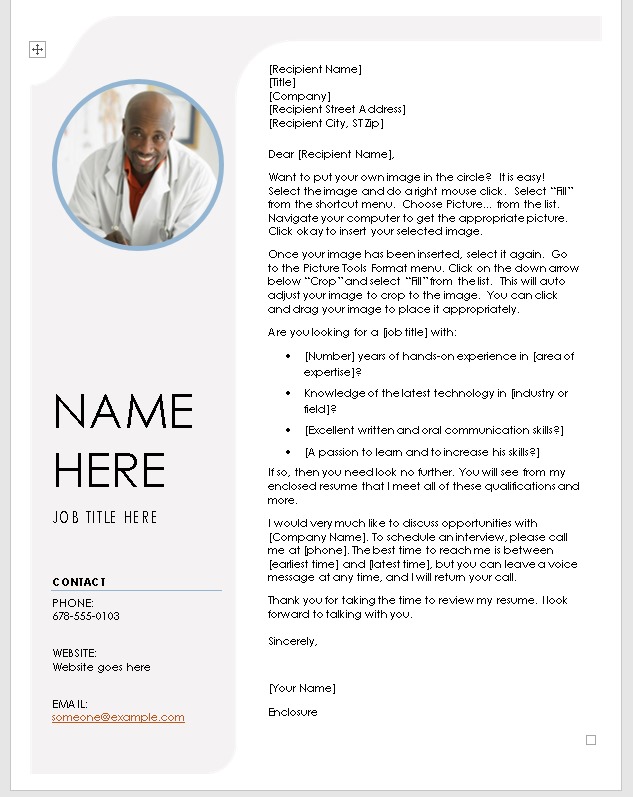 [Recipient Name]
[Title]
[Company]
[Recipient Street Address]
[Recipient City, ST Zip]
Dear [Recipient Name],
Want to put your own image in the circle?  It is easy!
Select the image and do a right mouse click.  Select “Fill”
from the shortcut menu.  Choose Picture… from the list.
Navigate your computer to get the appropriate picture.
Click okay to insert your selected image.
Once your image has been inserted, select it again.  Go
to the Picture Tools Format menu. Click on the down arrow
below “Crop” and select “Fill” from the list.  This will auto
adjust your image to crop to the image.  You can click
and drag your image to place it appropriately.
Are you looking for a [job title] with:
• [Number] years of hands-on experience in [area of
expertise]?
• Knowledge of the latest technology in [industry or
field]?
• [Excellent written and oral communication skills?]
• [A passion to learn and to increase his skills?]
If so, then you need look no further. You will see from my
enclosed resume that I meet all of these qualifications and
more.
I would very much like to discuss opportunities with
[Company Name]. To schedule an interview, please call
me at [phone]. The best time to reach me is between
[earliest time] and [latest time], but you can leave a voice
message at any time, and I will return your call.
Thank you for taking the time to review my resume. I look
forward to talking with you.
Sincerely,
[Your Name]
Enclosure
NAME
HERE
JOB TITLE HERE
CONTACT
PHONE:
678-555-0103
WEBSITE:
Website goes here
EMAIL:
someone@example.com